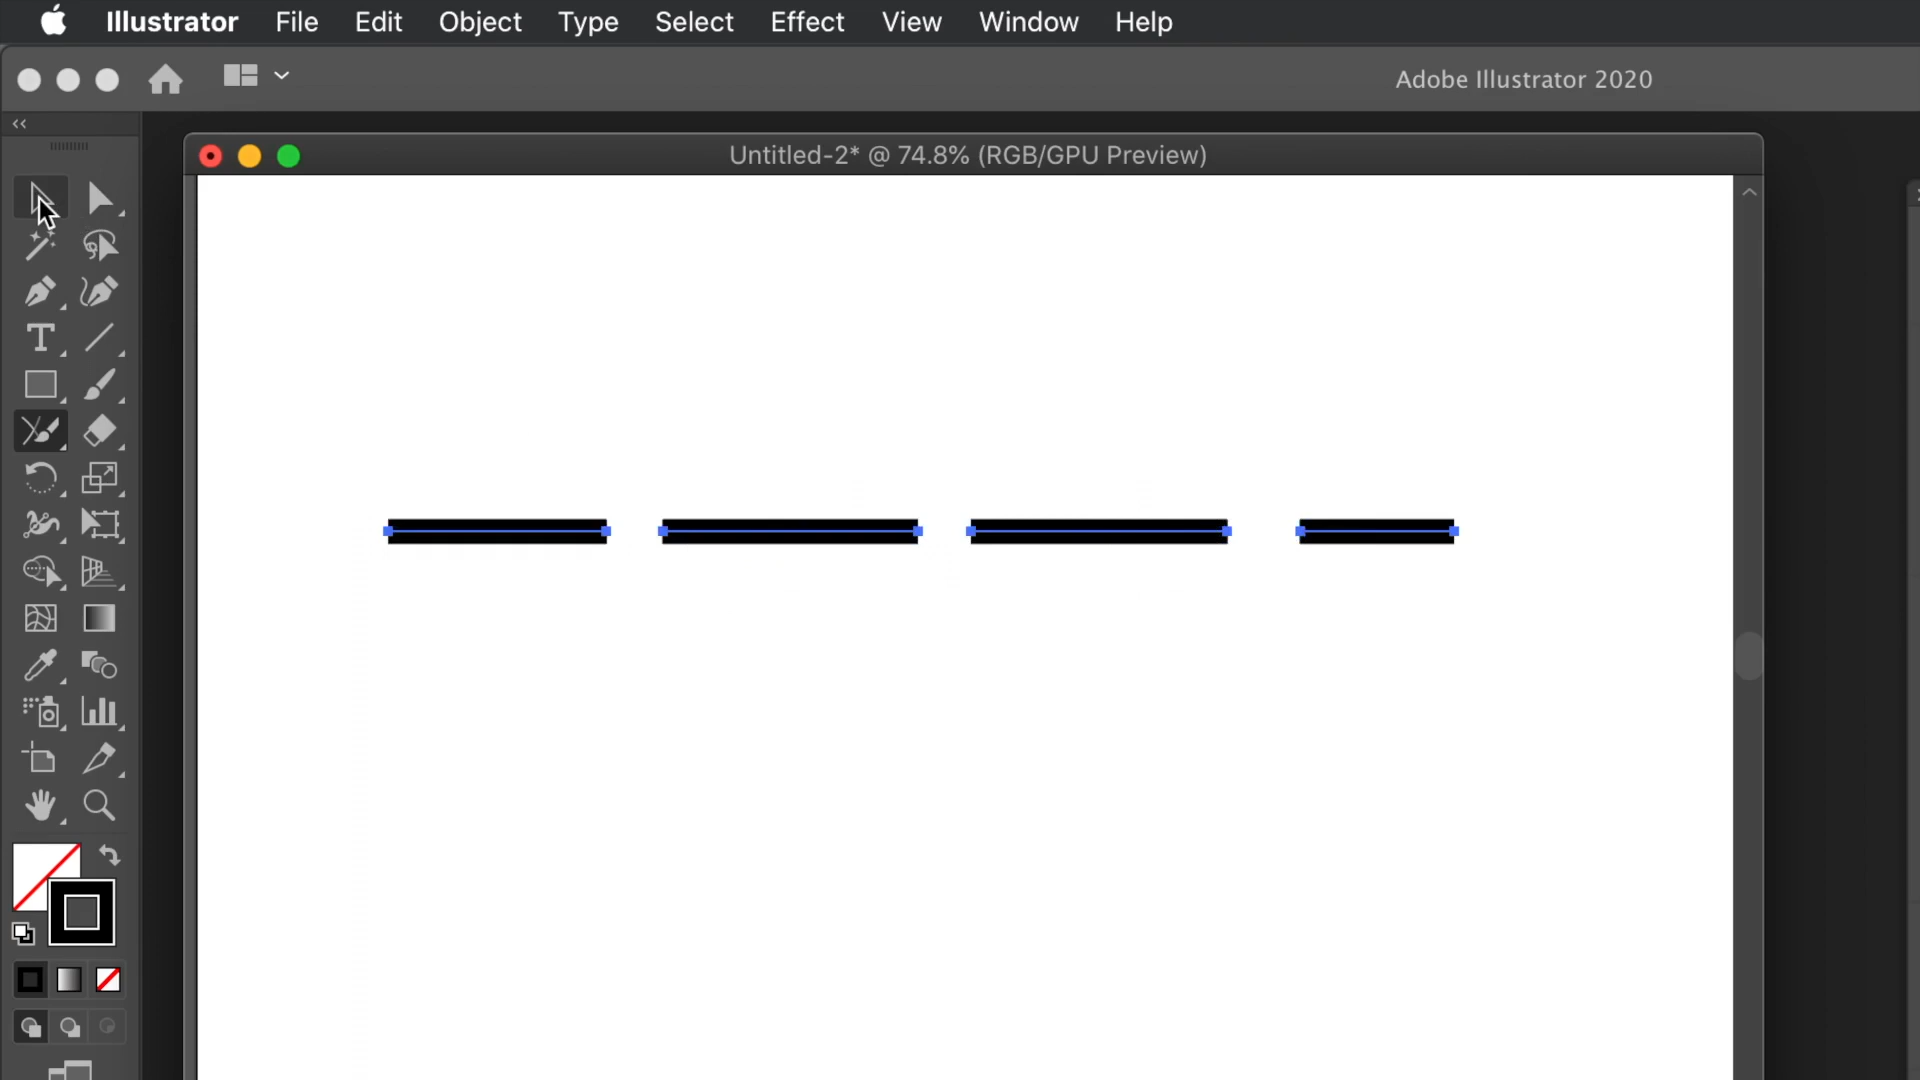 Illustrator File Edit Object Type Select Effect View Window Help
Adobe Illustrator 2020
Untitled-2* @ 74.8% (RGB/GPU Preview)